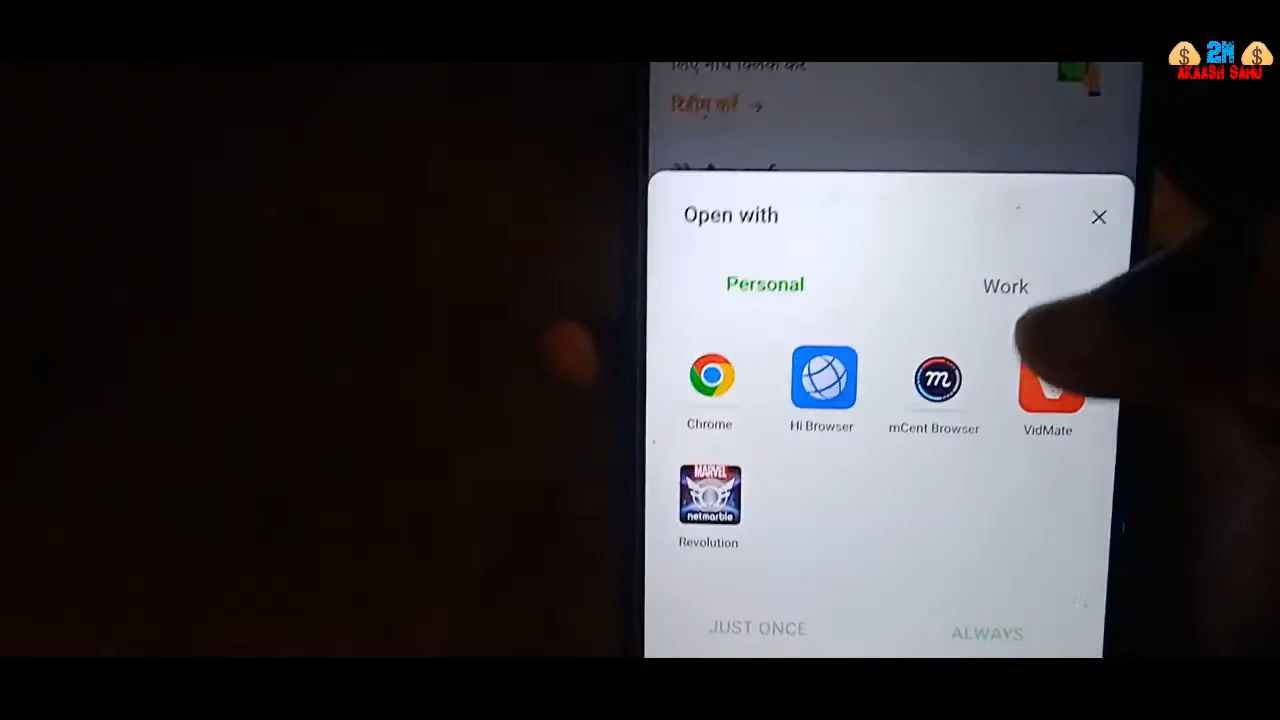 2M
AKAASH SAHU
रिडीम करें →
Open with
Personal
Work
Chrome
Hi Browser
mCent Browser
VidMate
MARVEL
netmarble
Revolution
JUST ONCE
ALWAYS